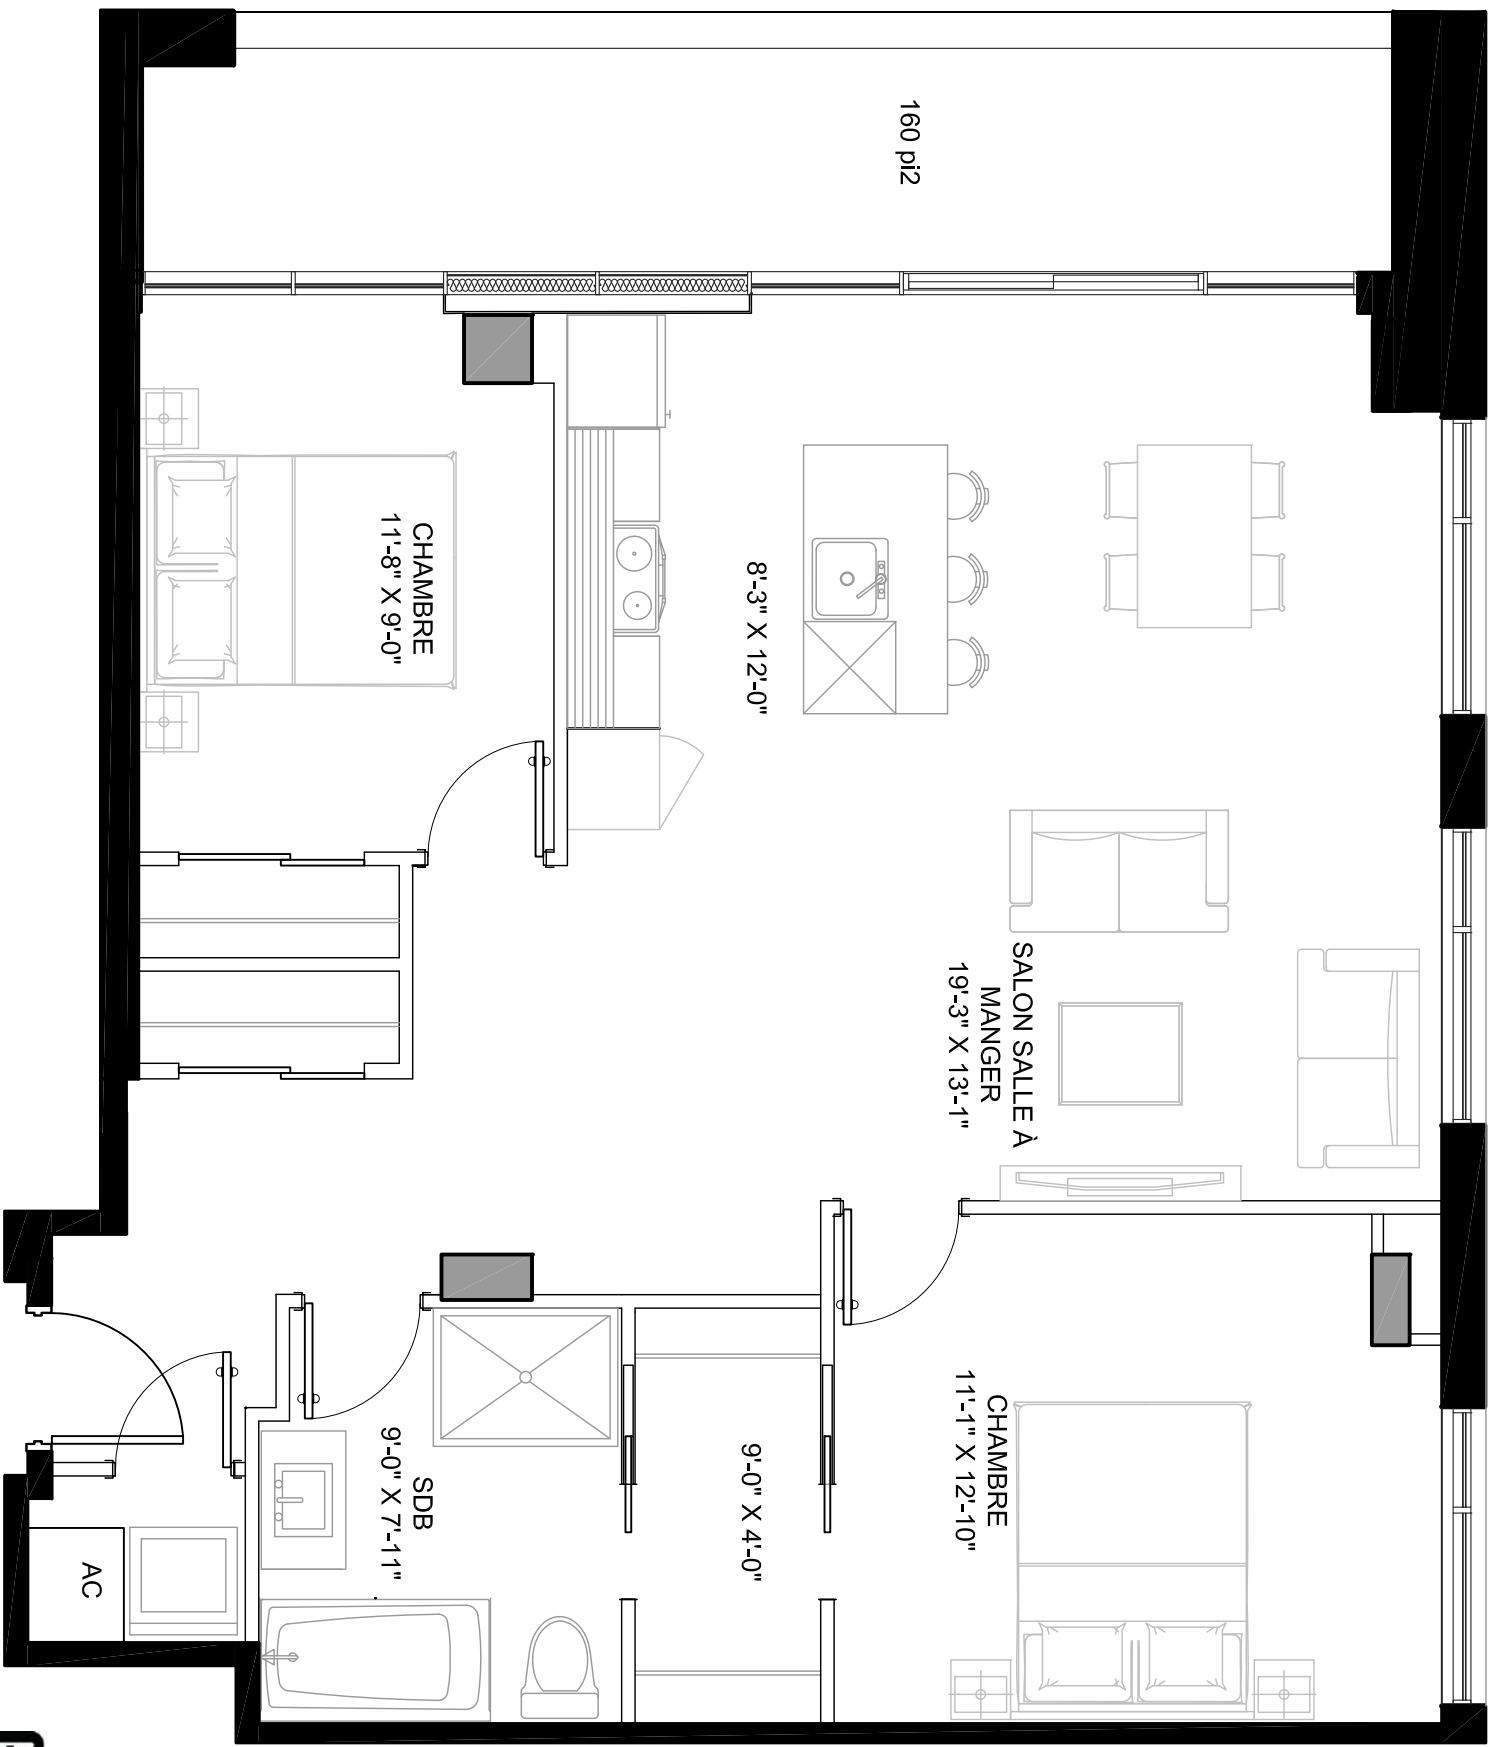 160 pi2
CHAMBRE
11'-8" X 9'-0"
8'-3" X 12'-0"
SALON SALLE À
MANGER
19'-3" X 13'-1"
CHAMBRE
11'-1" X 12'-10"
9'-0" X 4'-0"
SDB
9'-0" X 7'-11"
AC